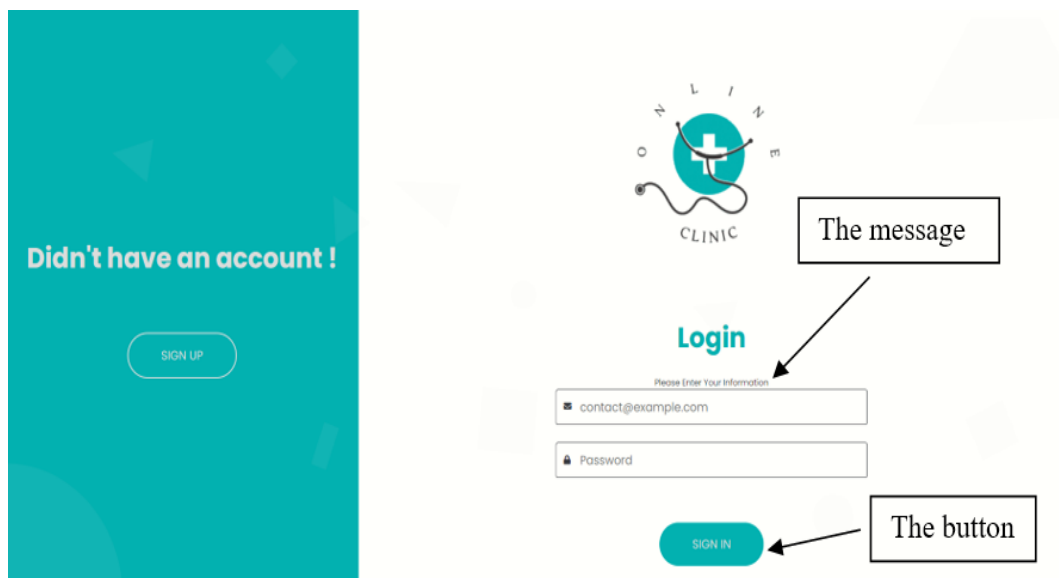 Didn't have an account !
SIGN UP
ONLINE
CLINIC
The message
Login
Please Enter Your Information
contact@example.com
Password
SIGN IN
The button